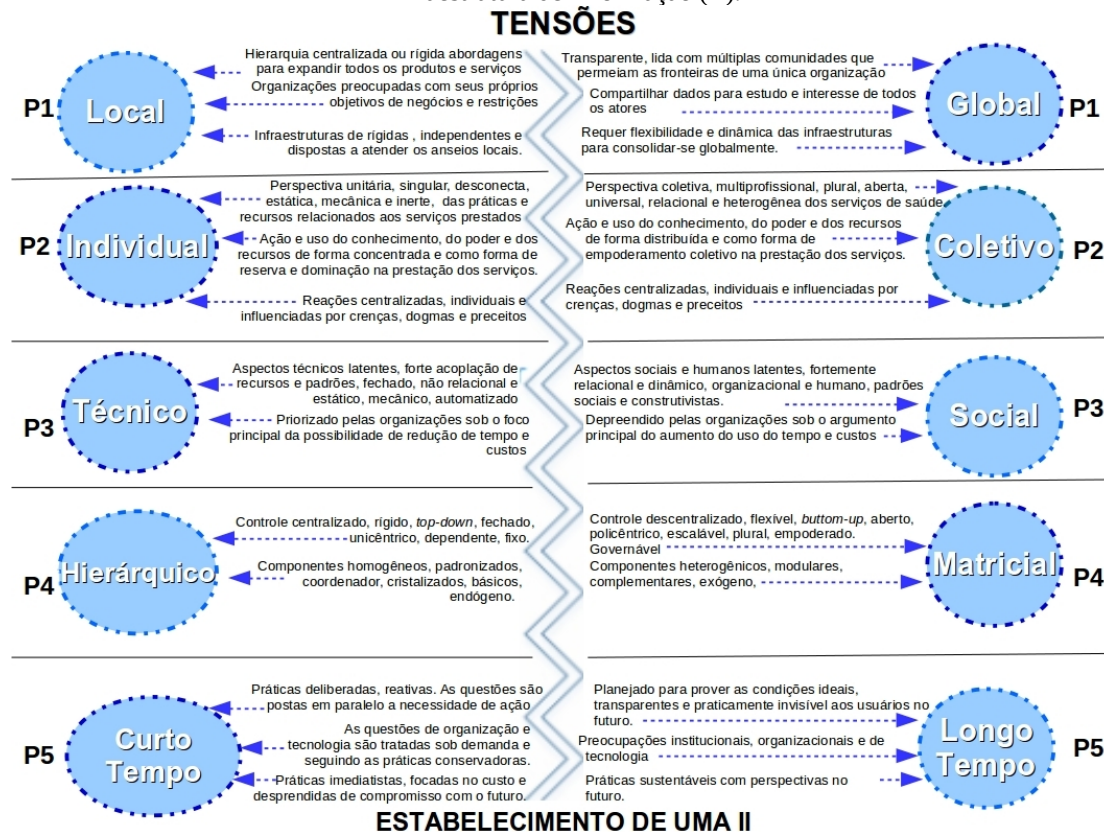 TENSÕES
P1
Local
Hierarquia centralizada ou rígida abordagens
para expandir todos os produtos e serviços
Organizações preocupadas com seus próprios
objetivos de negócios e restrições
Infraestruturas de rígidas , independentes e
dispostas a atender os anseios locais.
Transparente, lida com múltiplas comunidades que
permeiam as fronteiras de uma única organização
Compartilhar dados para estudo e interesse de todos
os atores
Requer flexibilidade e dinâmica das infraestruturas
para consolidar-se globalmente.
Global
P1
P2
Individual
Perspectiva unitária, singular, desconecta,
estática, mecânica e inerte, das práticas e
recursos relacionados aos serviços prestados
Ação e uso do conhecimento, do poder e dos
recursos de forma concentrada e como forma de
reserva e dominação na prestação dos serviços.
Reações centralizadas, individuais e
influenciadas por crenças, dogmas e preceitos
Perspectiva coletiva, multiprofissional, plural, aberta,
universal, relacional e heterogênea dos serviços de saúde
Ação e uso do conhecimento, do poder e dos recursos
de forma distribuída e como forma de
empoderamento coletivo na prestação dos serviços.
Reações centralizadas, individuais e influenciadas por
crenças, dogmas e preceitos
Coletivo
P2
P3
Técnico
Aspectos técnicos latentes, forte acoplação de
recursos e padrões, fechado, não relacional e
estático, mecânico, automatizado
Priorizado pelas organizações sob o foco
principal da possibilidade de redução de tempo e
custos
Aspectos sociais e humanos latentes, fortemente
relacional e dinâmico, organizacional e humano, padrões
sociais e construtivistas.
Depreendido pelas organizações sob o argumento
principal do aumento do uso do tempo e custos
Social
P3
P4
Hierárquico
Controle centralizado, rígido, top-down, fechado,
unicêntrico, dependente, fixo.
Componentes homogêneos, padronizados,
coordenador, cristalizados, básicos,
endógeno.
Controle descentralizado, flexível, buttom-up, aberto,
policêntrico, escalável, plural, empoderado.
Governável
Componentes heterogênicos, modulares,
complementares, exógeno,
Matricial
P4
P5
Curto
Tempo
Práticas deliberadas, reativas. As questões são
postas em paralelo a necessidade de ação
As questões de organização e
tecnologia são tratadas sob demanda e
seguindo as práticas conservadoras.
Práticas imediatistas, focadas no custo e
desprendidas de compromisso com o futuro.
Planejado para prover as condições ideais,
transparentes e praticamente invisível aos usuários no
futuro.
Preocupações institucionais, organizacionais e de
tecnologia
Práticas sustentáveis com perspectivas no
futuro.
Longo
Tempo
P5
ESTABELECIMENTO DE UMA II